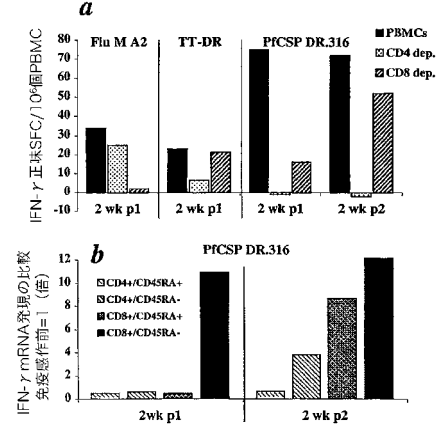 a
Flu M A2
TT-DR
PfCSP DR.316
PBMCs
CD4 dep.
CD8 dep.
IFN-γ 正味SFC/10⁶個PBMC
80
70
60
50
40
30
20
10
0
-10
2 wk p1
2 wk p1
2 wk p1
2 wk p2
b
PfCSP DR.316
CD4+/CD45RA+
CD4+/CD45RA-
CD8+/CD45RA+
CD8+/CD45RA-
IFN-γ mRNA発現の比較
免疫感作前=1 (倍)
12
10
8
6
4
2
0
2wk p1
2 wk p2